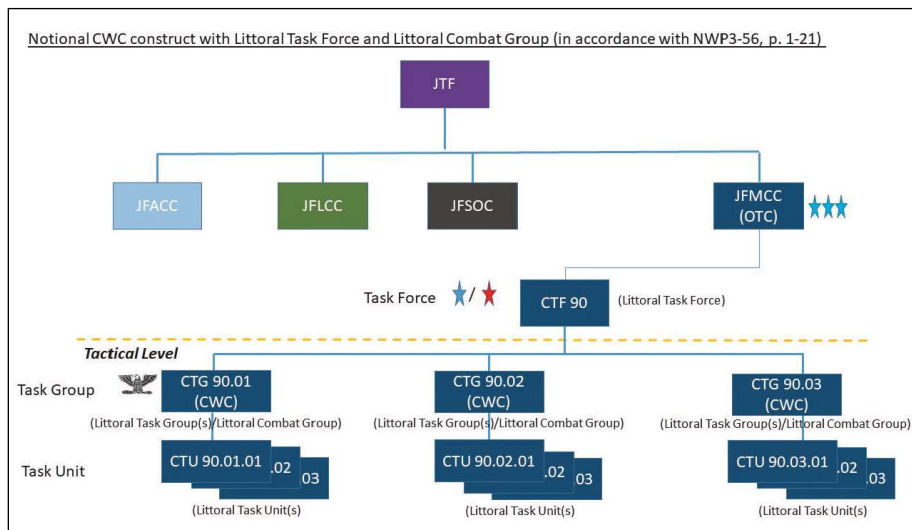 Notional CWC construct with Littoral Task Force and Littoral Combat Group (in accordance with NWP3-56, p. 1-21)
JTF
JFACC
JFLCC
JFSOC
JFMCC
(OTC)
Task Force
/
CTF 90
(Littoral Task Force)
Tactical Level
Task Group
CTG 90.01
(CWC)
CTG 90.02
(CWC)
CTG 90.03
(CWC)
(Littoral Task Group(s)/Littoral Combat Group)
(Littoral Task Group(s)/Littoral Combat Group)
(Littoral Task Group(s)/Littoral Combat Group)
Task Unit
CTU 90.01.01
.02
.03
CTU 90.02.01
.02
.03
CTU 90.03.01
.02
.03
(Littoral Task Unit(s)
(Littoral Task Unit(s)
(Littoral Task Unit(s)